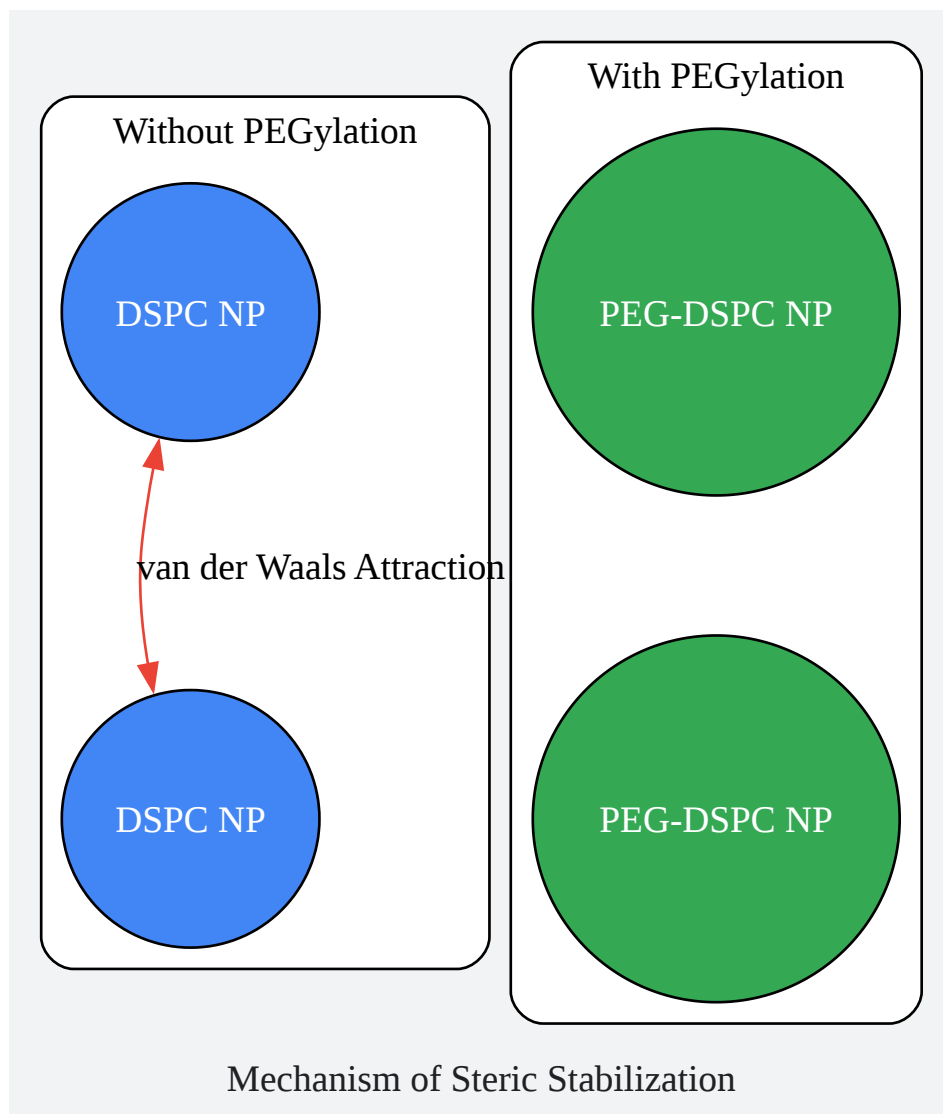 Without PEGylation
DSPC NP
van der Waals Attraction
DSPC NP
With PEGylation
PEG-DSPC NP
PEG-DSPC NP
Mechanism of Steric Stabilization